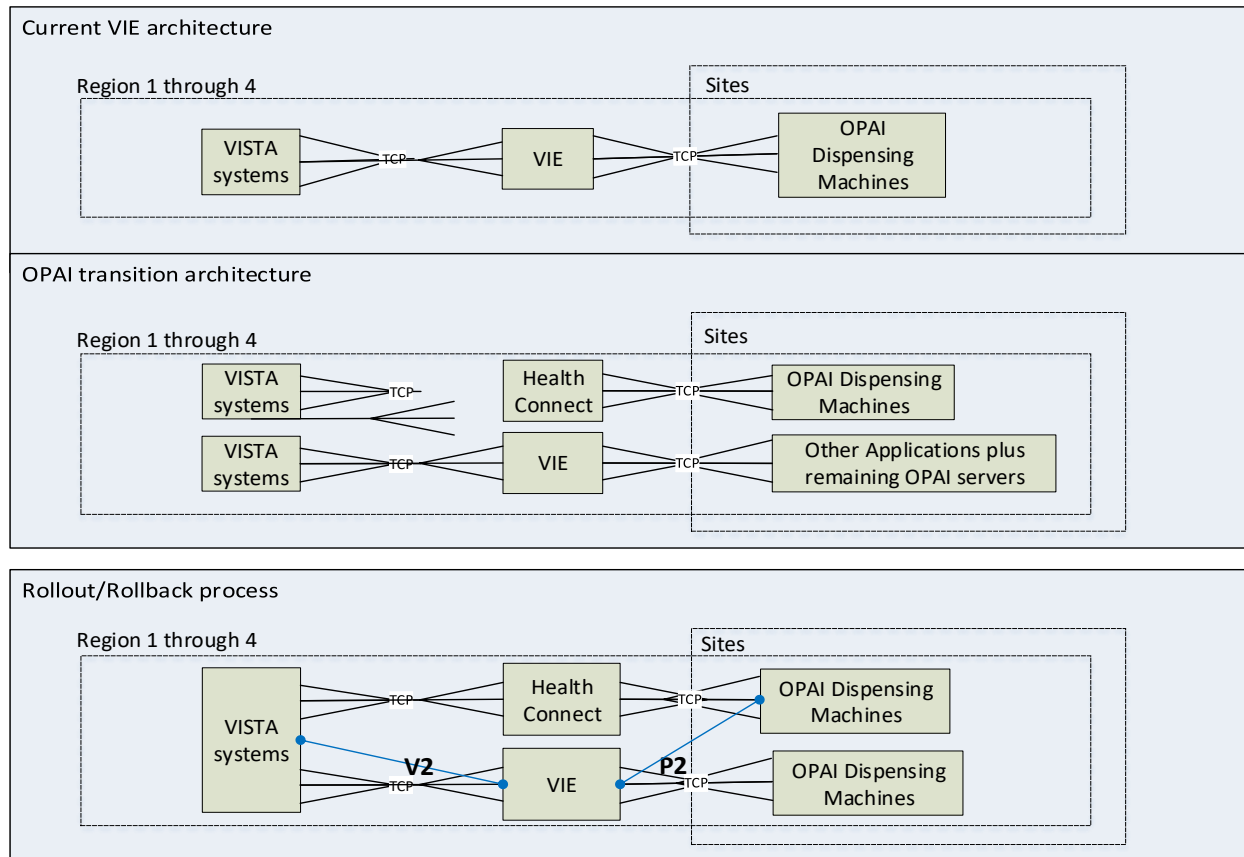 Current VIE architecture
Region 1 through 4
Sites
VISTA
systems
TCP
VIE
TCP
OPAI
Dispensing
Machines
OPAI transition architecture
Region 1 through 4
Sites
VISTA
systems
TCP
Health
Connect
TCP
OPAI Dispensing
Machines
VISTA
systems
TCP
VIE
TCP
Other Applications plus
remaining OPAI servers
Rollout/Rollback process
Region 1 through 4
Sites
VISTA
systems
TCP
Health
Connect
TCP
OPAI Dispensing
Machines
V2
TCP
VIE
P2
TCP
OPAI Dispensing
Machines